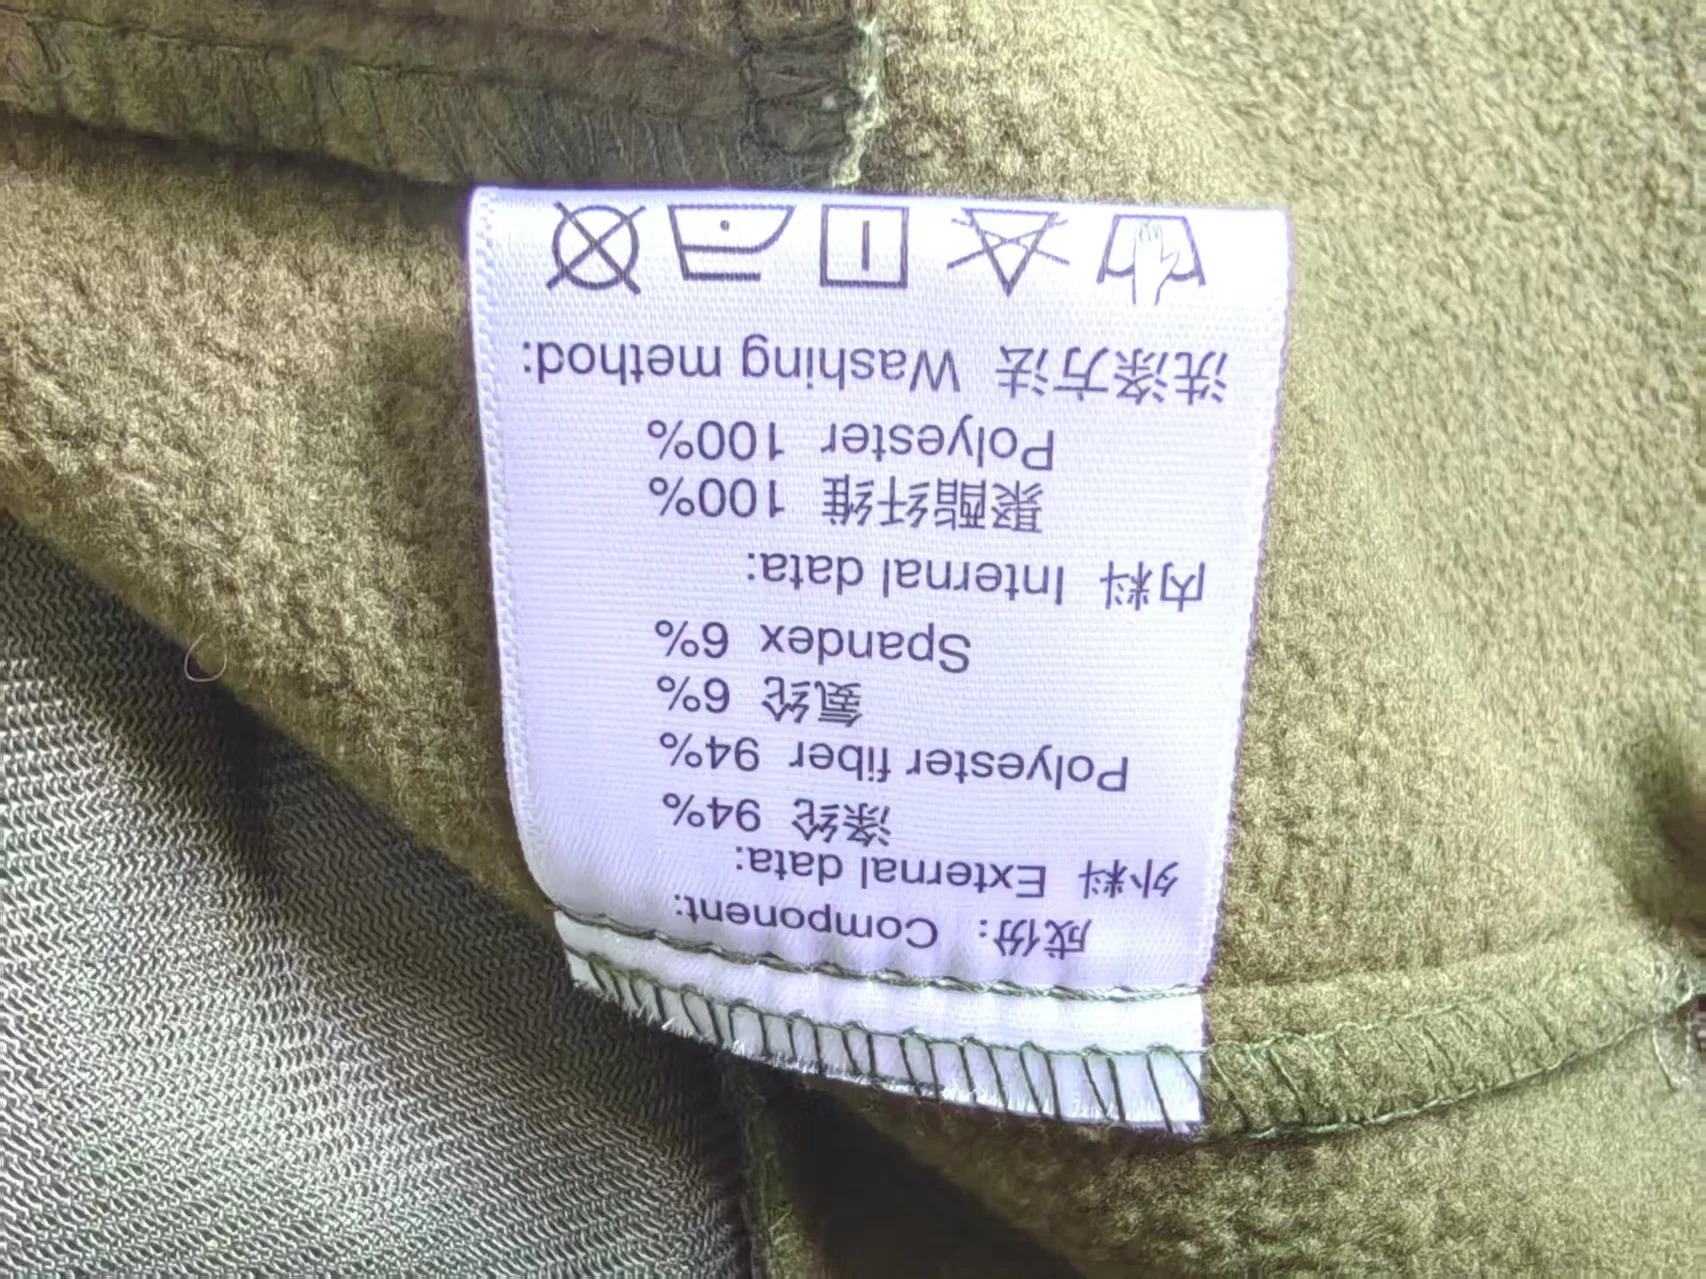 成份： Component:
外料 External data:
涤纶 94%
Polyester fiber 94%
氨纶 6%
Spandex 6%
内料 Internal data:
聚酯纤维 100%
Polyester 100%
洗涤方法 Washing method: